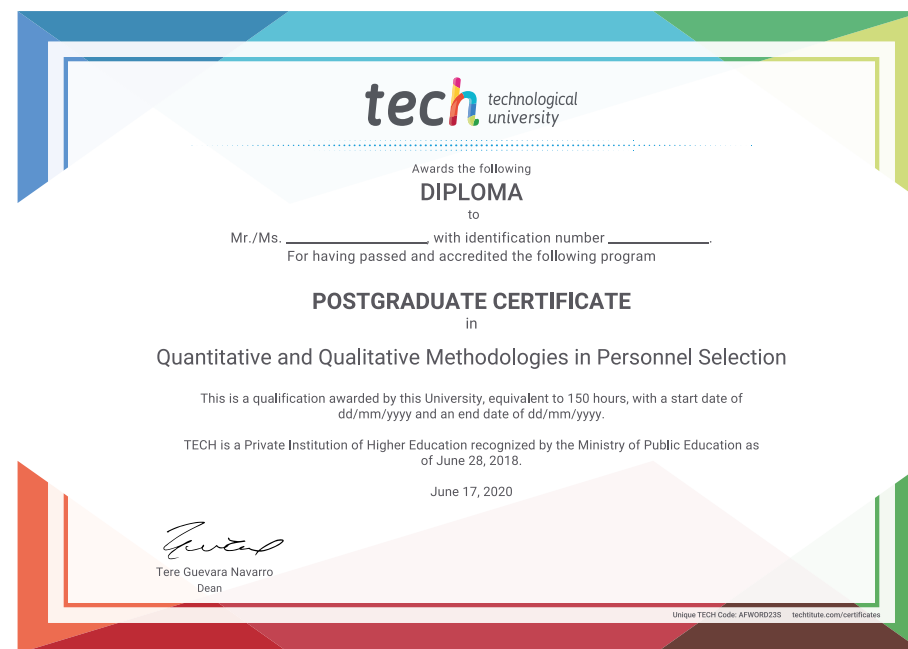 tech technological
university
Awards the following
DIPLOMA
to
Mr./Ms. ____________________, with identification number ______________.
For having passed and accredited the following program
POSTGRADUATE CERTIFICATE
in
Quantitative and Qualitative Methodologies in Personnel Selection
This is a qualification awarded by this University, equivalent to 150 hours, with a start date of
dd/mm/yyyy and an end date of dd/mm/yyyy.
TECH is a Private Institution of Higher Education recognized by the Ministry of Public Education as
of June 28, 2018.
June 17, 2020
Tere Guevara Navarro
Dean
Unique TECH Code: AFWORD23S techtitute.com/certificates